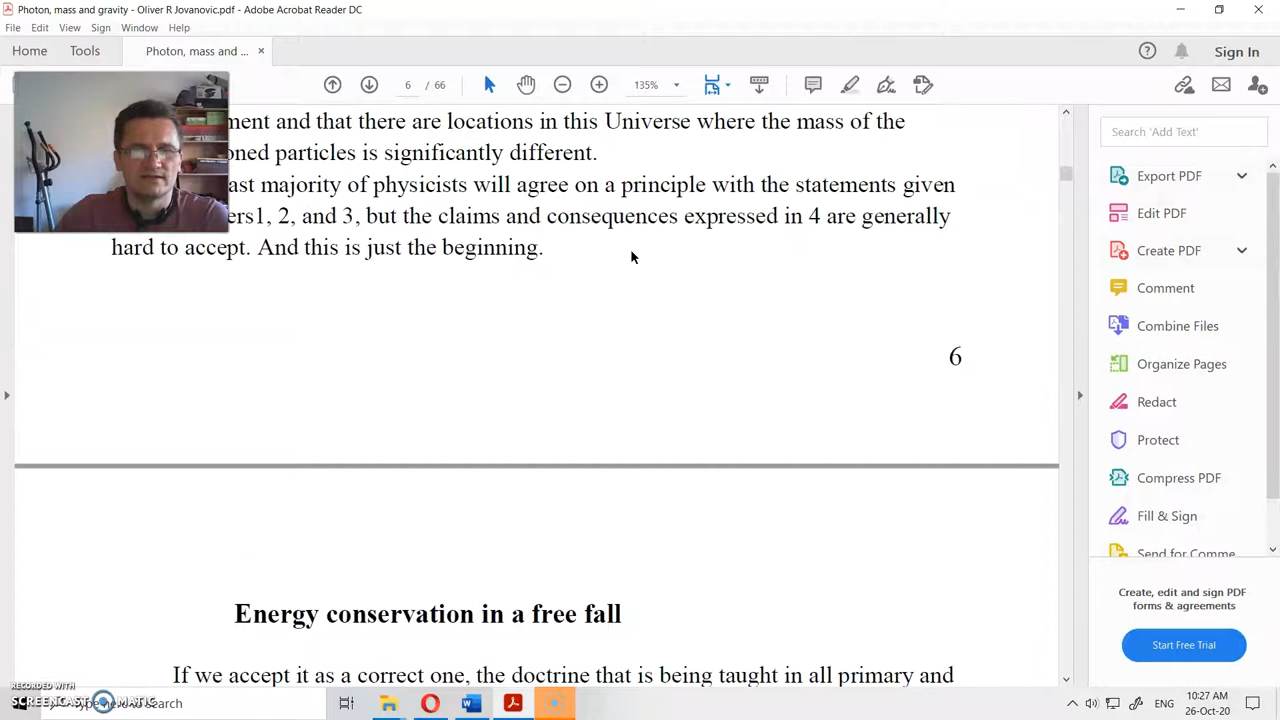 Photon, mass and gravity - Oliver R Jovanovic.pdf - Adobe Acrobat Reader DC
File Edit View Sign Window Help
Home Tools Photon, mass and ... × Sign In
6 / 66 135%
ment and that there are locations in this Universe where the mass of the
oned particles is significantly different.
ast majority of physicists will agree on a principle with the statements given
ers1, 2, and 3, but the claims and consequences expressed in 4 are generally
hard to accept. And this is just the beginning.
6
Energy conservation in a free fall
If we accept it as a correct one, the doctrine that is being taught in all primary and
Search 'Add Text'
Export PDF
Edit PDF
Create PDF
Comment
Combine Files
Organize Pages
Redact
Protect
Compress PDF
Fill & Sign
Send for Comme
Create, edit and sign PDF
forms & agreements
Start Free Trial
RECORDED WITH
SCREENCAST MATIC
here to search
ENG
10:27 AM
26-Oct-20